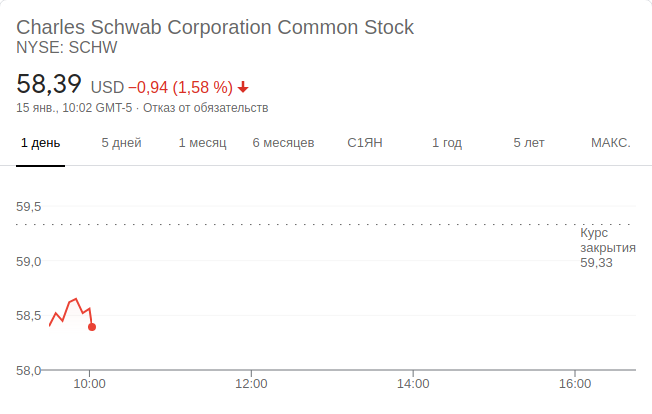 Charles Schwab Corporation Common Stock
NYSE: SCHW
58,39 USD −0,94 (1,58 %)
15 янв., 10:02 GMT-5 · Отказ от обязательств
1 день 5 дней 1 месяц 6 месяцев С1ЯН 1 год 5 лет МАКС.
59,5
Курс
закрытия
59,33
59,0
58,5
58,0
10:00 12:00 14:00 16:00